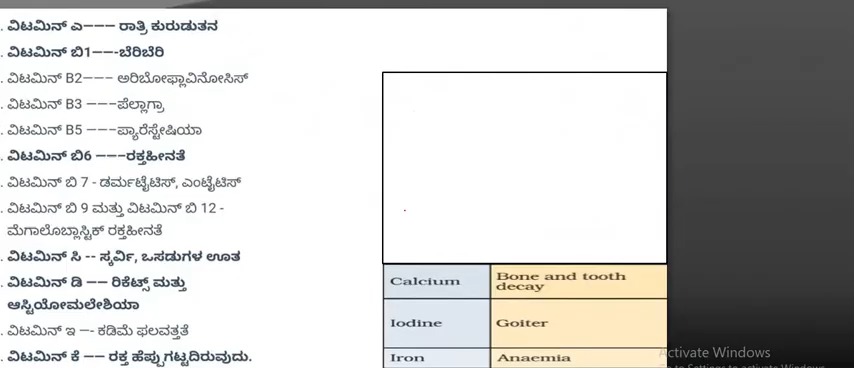 . ವಿಟಮಿನ್ ಎ——— ರಾತ್ರಿ ಕುರುಡುತನ
. ವಿಟಮಿನ್ ಬಿ1——-ಬೆರಿಬೆರಿ
. ವಿಟಮಿನ್ B2——— ಅರಿಬೋಫ್ಲಾವಿನೋಸಿಸ್
. ವಿಟಮಿನ್ B3 ———ಪೆಲ್ಲಾಗ್ರಾ
. ವಿಟಮಿನ್ B5 ———ಪ್ಯಾರೆಸ್ಟೇಷಿಯಾ
. ವಿಟಮಿನ್ ಬಿ6 ———ರಕ್ತಹೀನತೆ
. ವಿಟಮಿನ್ ಬಿ 7 - ಡರ್ಮಟೈಟಿಸ್, ಎಂಟೈಟಿಸ್
. ವಿಟಮಿನ್ ಬಿ 9 ಮತ್ತು ವಿಟಮಿನ್ ಬಿ 12 -
ಮೆಗಾಲೊಬ್ಲಾಸ್ಟಿಕ್ ರಕ್ತಹೀನತೆ
. ವಿಟಮಿನ್ ಸಿ -- ಸ್ಕರ್ವಿ, ಒಸಡುಗಳ ಊತ
. ವಿಟಮಿನ್ ಡಿ —— ರಿಕೆಟ್ಸ್ ಮತ್ತು
ಆಸ್ಟಿಯೋಮಲೇಶಿಯಾ
. ವಿಟಮಿನ್ ಇ —- ಕಡಿಮೆ ಫಲವತ್ತತೆ
. ವಿಟಮಿನ್ ಕೆ —— ರಕ್ತ ಹೆಪ್ಪುಗಟ್ಟದಿರುವುದು.
Calcium Bone and tooth
decay
Iodine Goiter
Iron Anaemia
Activate Windows